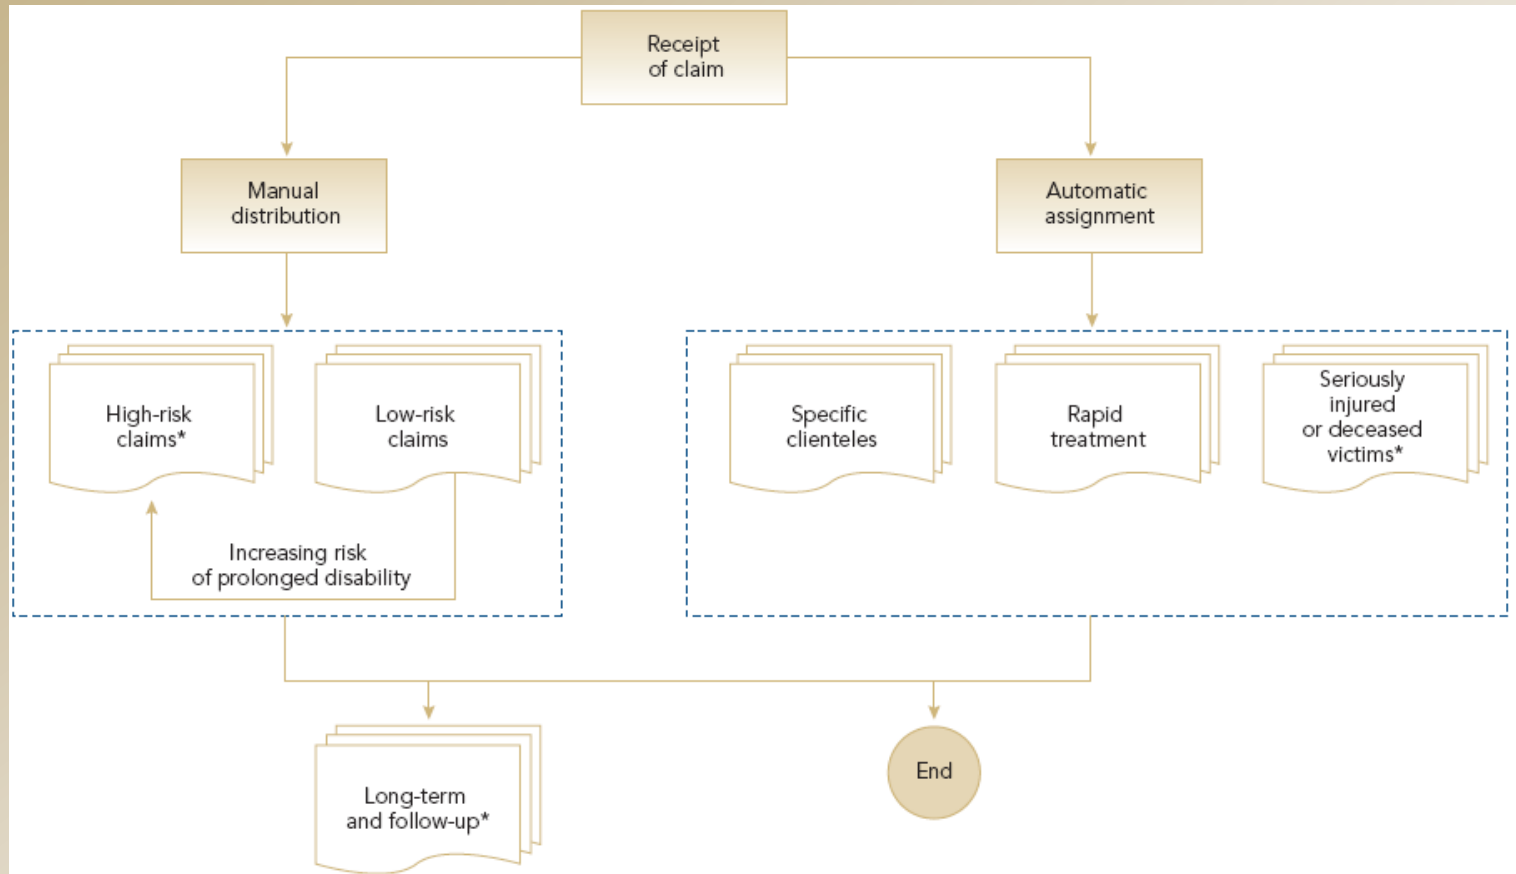 Receipt
of claim
Manual
distribution
Automatic
assignment
High-risk
claims*
Low-risk
claims
Increasing risk
of prolonged disability
Specific
clienteles
Rapid
treatment
Seriously
injured
or deceased
victims*
Long-term
and follow-up*
End